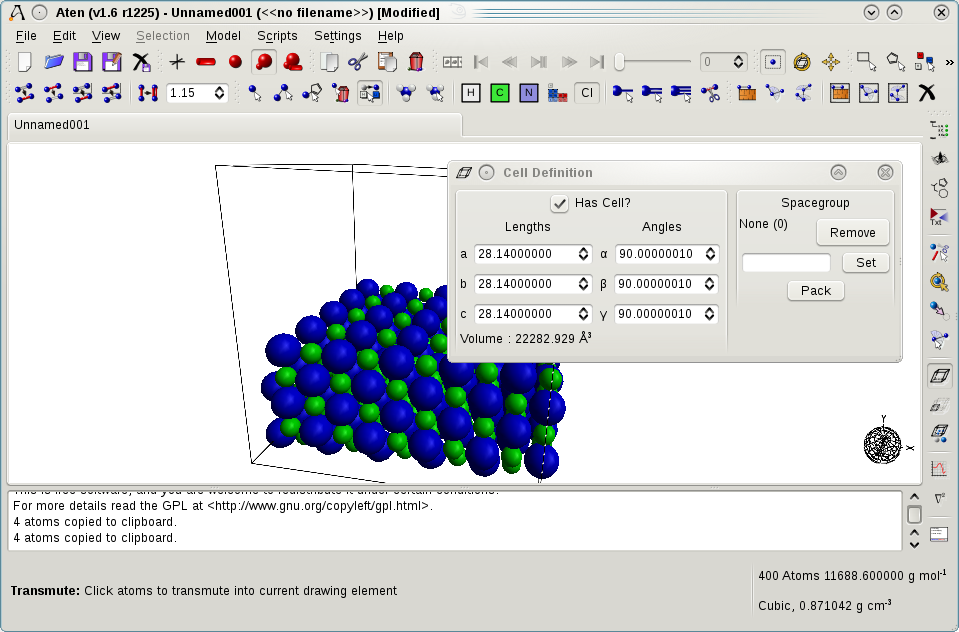 Aten (v1.6 r1225) - Unnamed001 (<<no filename>>) [Modified]
File Edit View Selection Model Scripts Settings Help
0
1.15
H C N Cl
Unnamed001
Txt
Cell Definition
Has Cell?
Lengths Angles
a 28.14000000 α 90.00000010
b 28.14000000 β 90.00000010
c 28.14000000 γ 90.00000010
Volume : 22282.929 Å³
Spacegroup
None (0) Remove
Set
Pack
Y
X
This is free software, and you are welcome to redistribute it under certain conditions.
For more details read the GPL at <http://www.gnu.org/copyleft/gpl.html>.
4 atoms copied to clipboard.
4 atoms copied to clipboard.
Transmute: Click atoms to transmute into current drawing element
400 Atoms 11688.600000 g mol⁻¹
Cubic, 0.871042 g cm⁻³